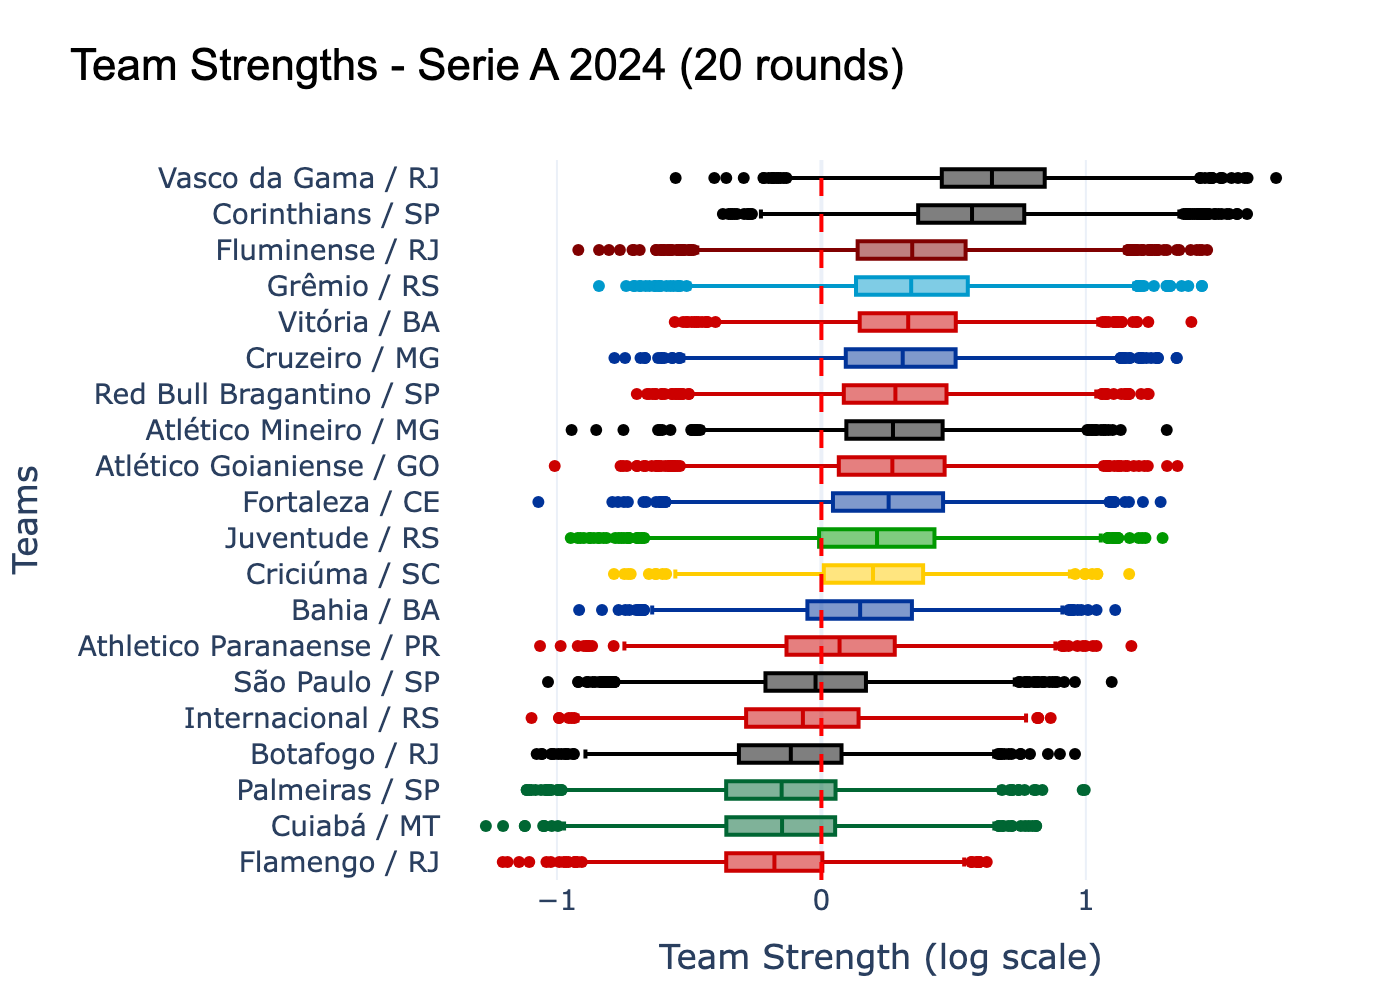 Team Strengths - Serie A 2024 (20 rounds)
Vasco da Gama / RJ
Corinthians / SP
Fluminense / RJ
Grêmio / RS
Vitória / BA
Cruzeiro / MG
Red Bull Bragantino / SP
Atlético Mineiro / MG
Atlético Goianiense / GO
Fortaleza / CE
Juventude / RS
Criciúma / SC
Bahia / BA
Athletico Paranaense / PR
São Paulo / SP
Internacional / RS
Botafogo / RJ
Palmeiras / SP
Cuiabá / MT
Flamengo / RJ
Teams
−1 0 1
Team Strength (log scale)